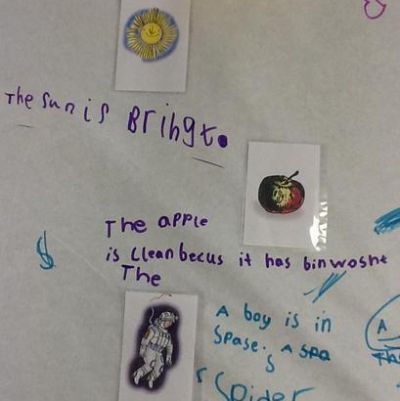 The sun is Brihgt.
The apple
is clean becus it has bin wosht
The
A boy is in
spase. A spa
s
A
Spider